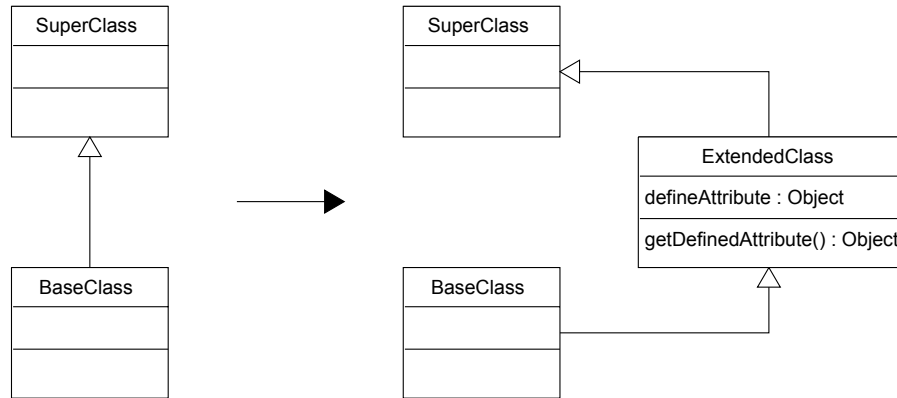 SuperClass
SuperClass
ExtendedClass
defineAttribute : Object
getDefinedAttribute() : Object
BaseClass
BaseClass